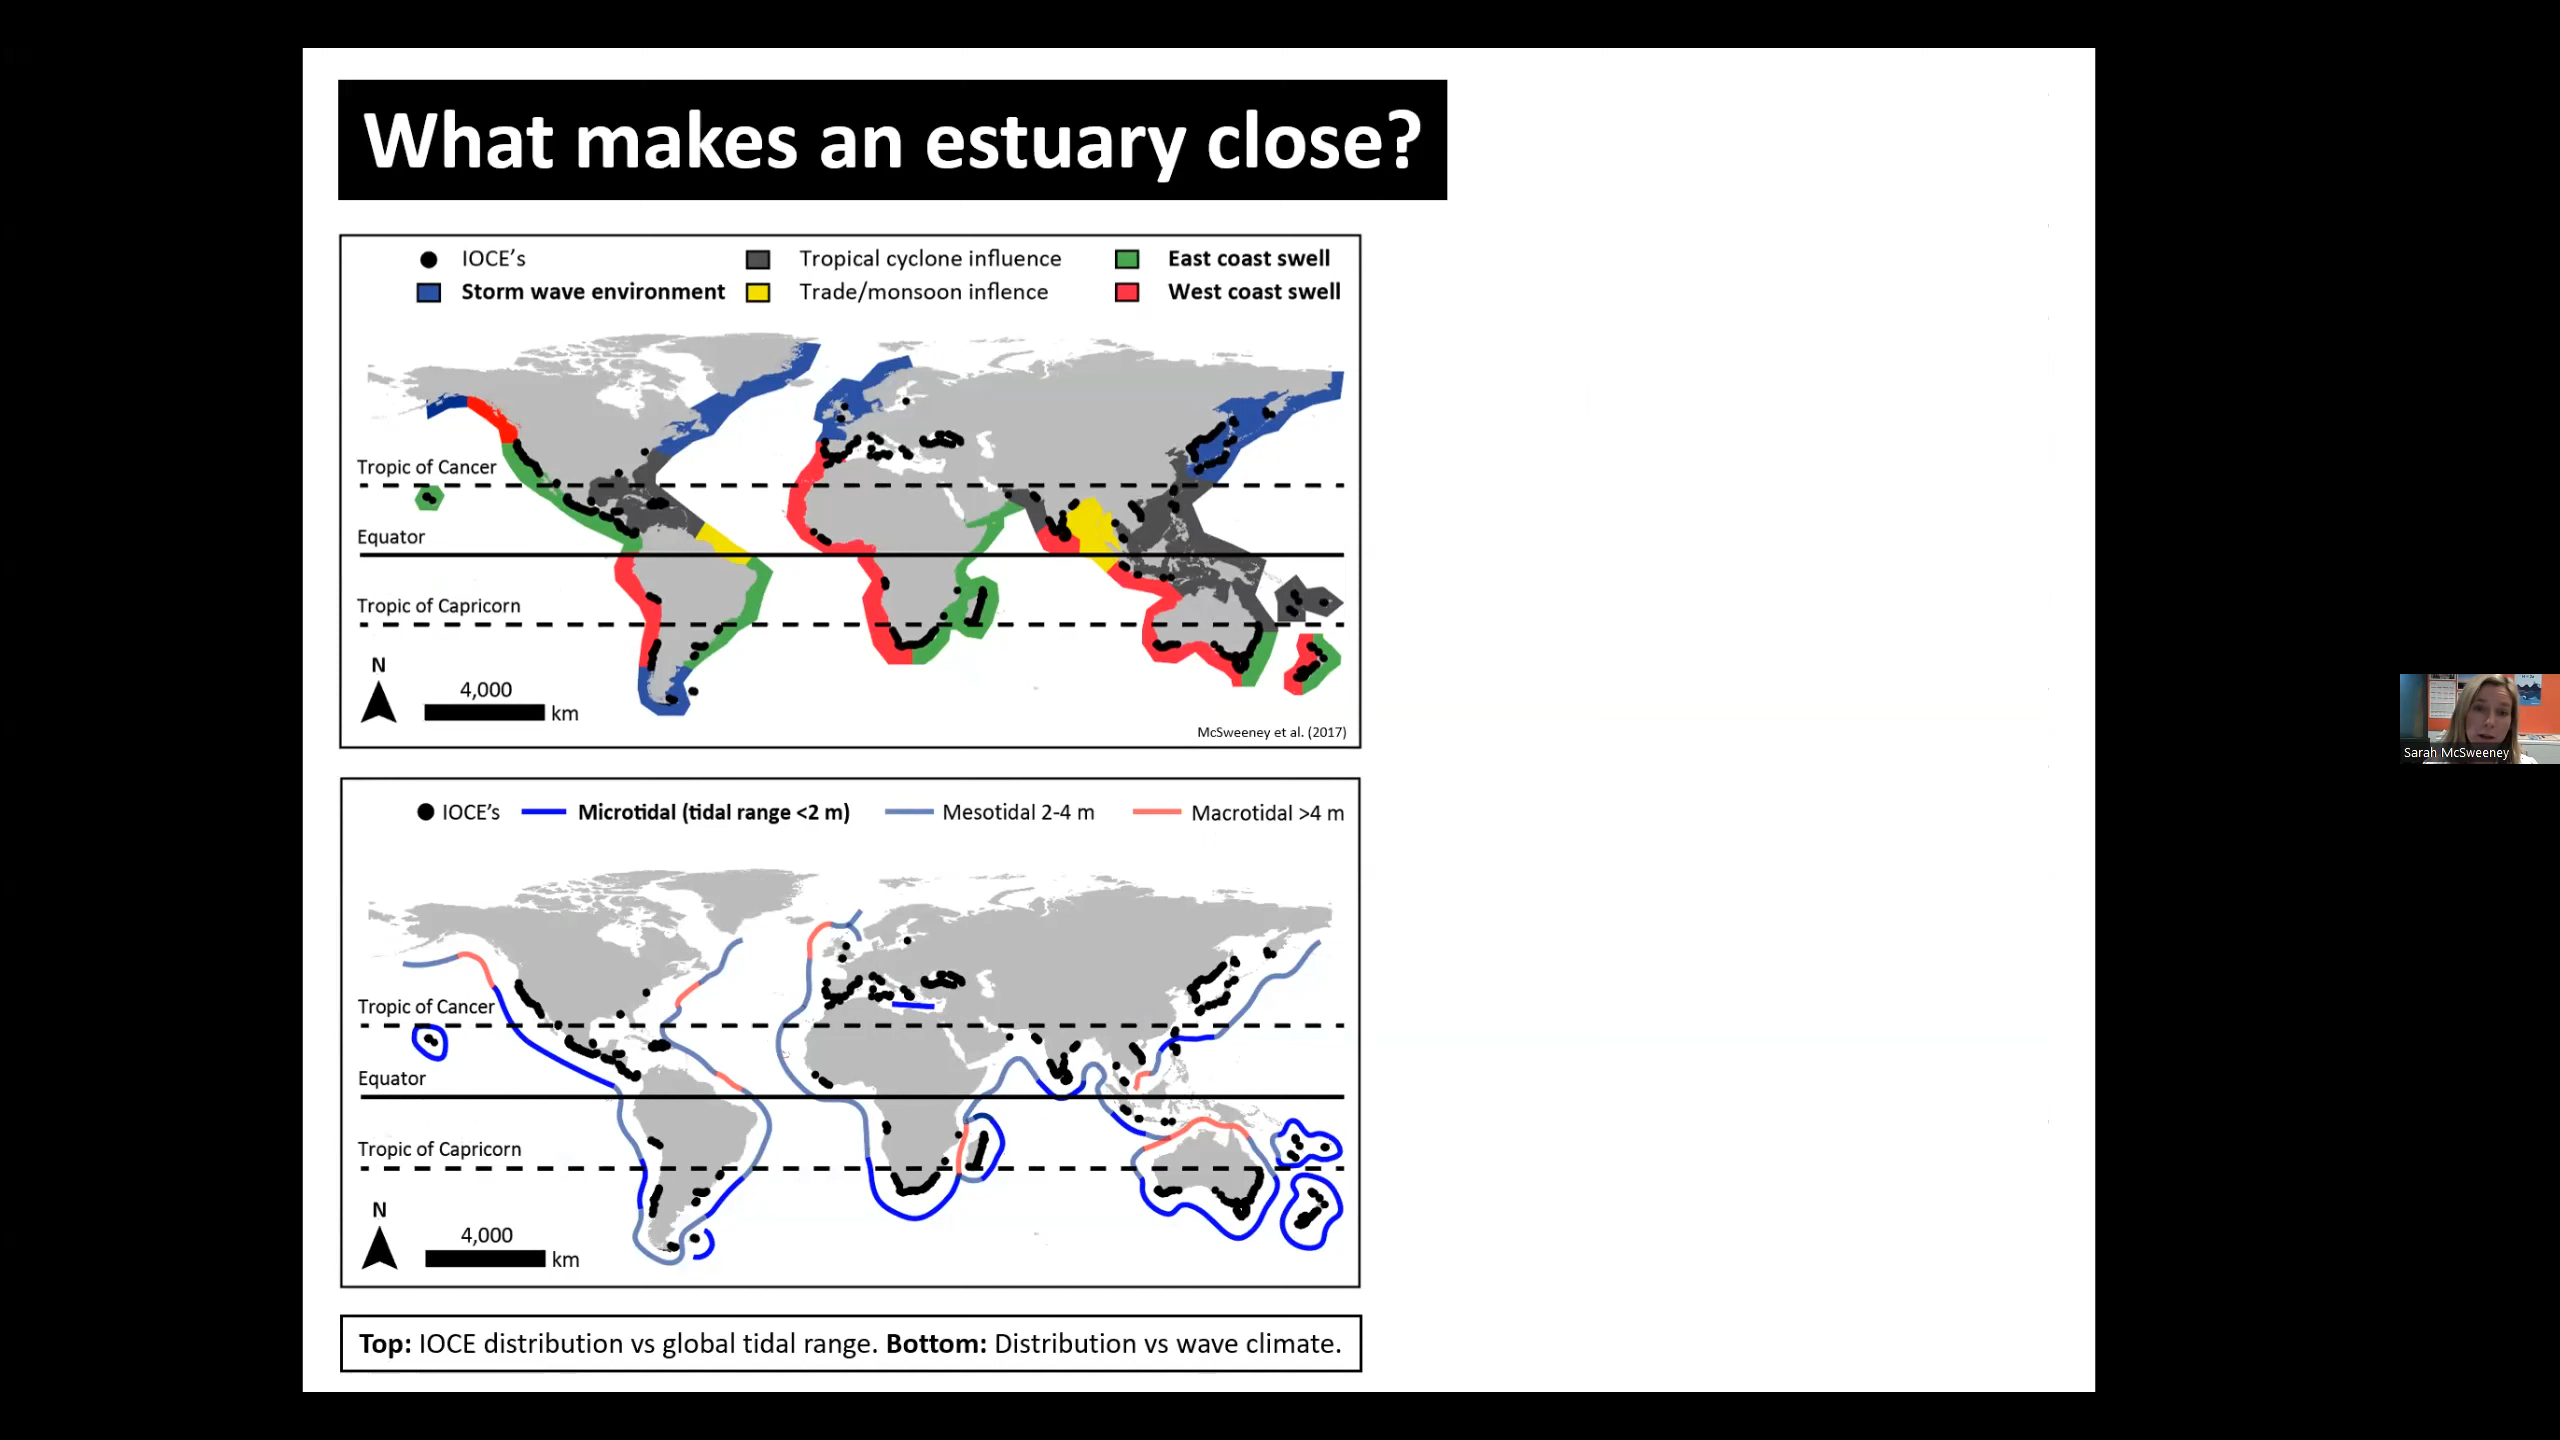 What makes an estuary close?
IOCE's
Tropical cyclone influence
East coast swell
Storm wave environment
Trade/monsoon inflence
West coast swell
Tropic of Cancer
Equator
Tropic of Capricorn
N
4,000
km
McSweeney et al. (2017)
IOCE's
Microtidal (tidal range <2 m)
Mesotidal 2-4 m
Macrotidal >4 m
Tropic of Cancer
Equator
Tropic of Capricorn
N
4,000
km
Top: IOCE distribution vs global tidal range. Bottom: Distribution vs wave climate.
Sarah McSweeney